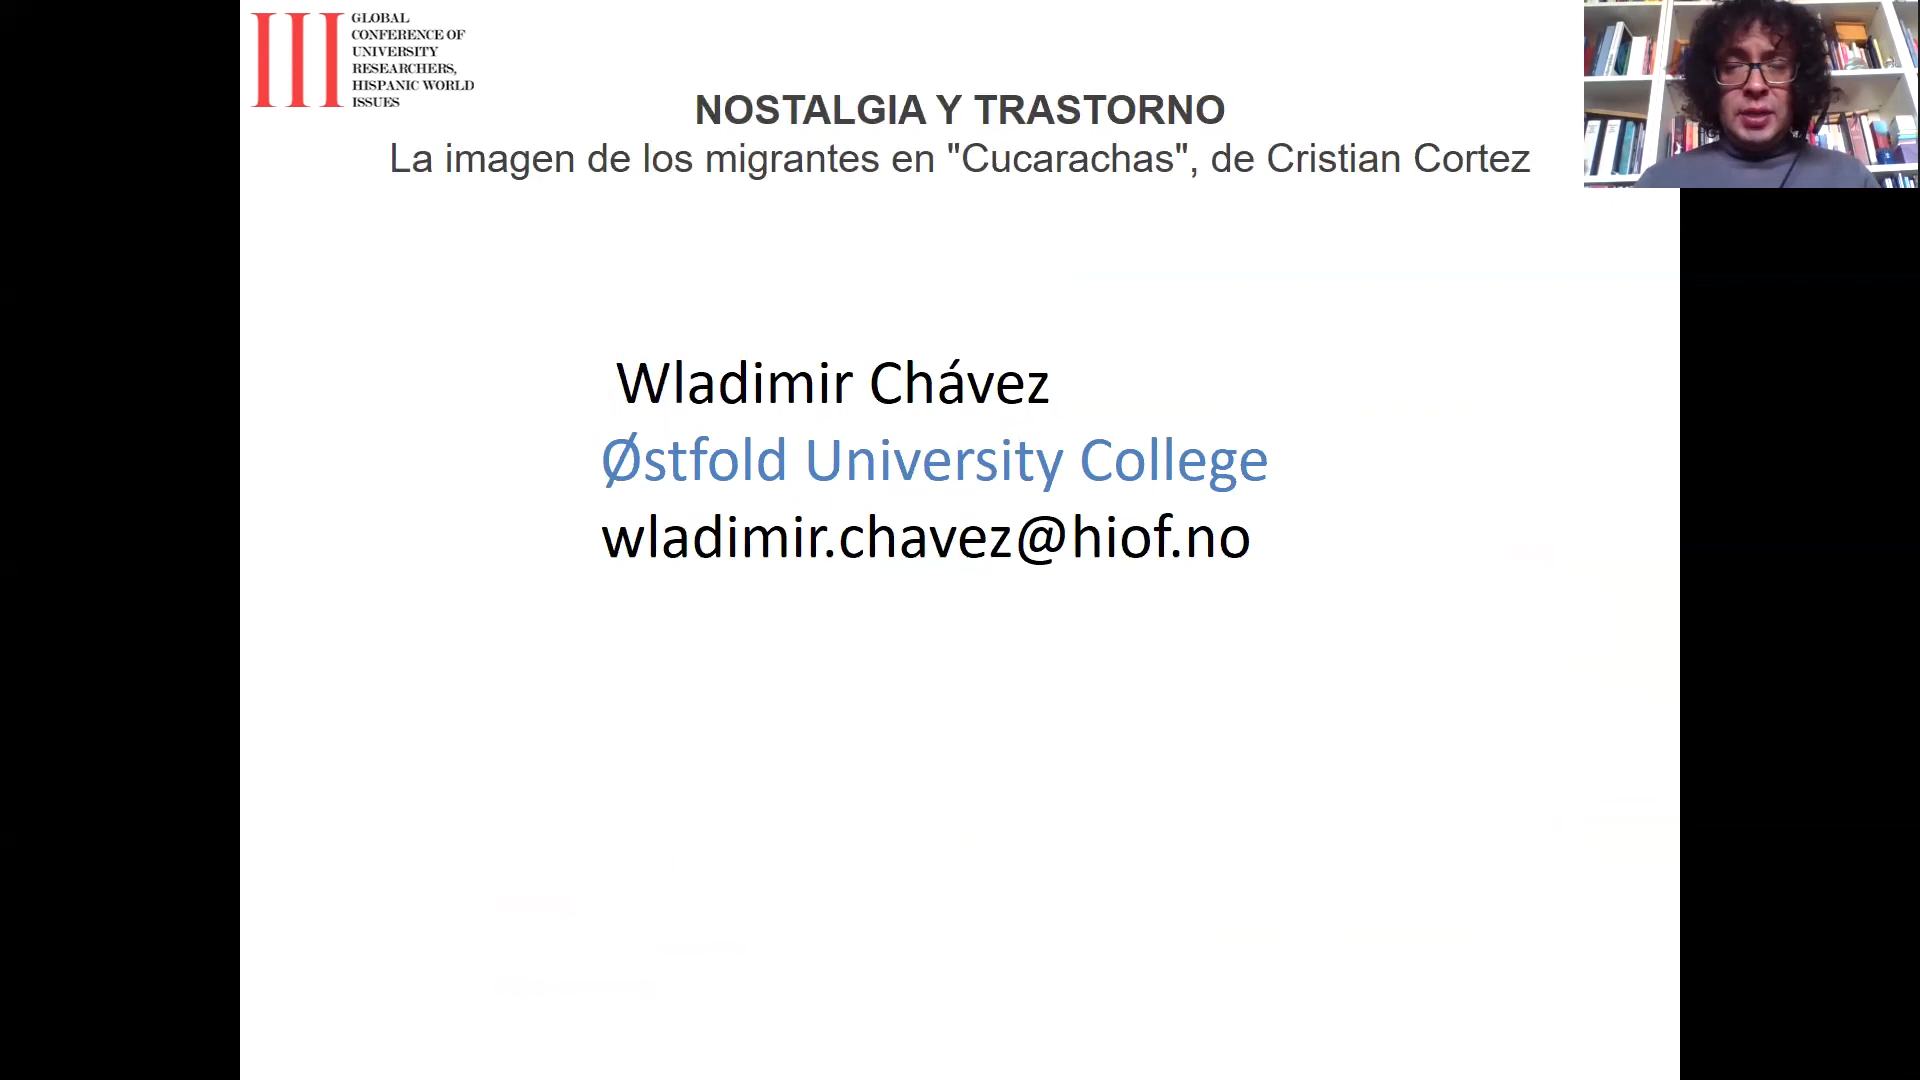 III
GLOBAL
CONFERENCE OF
UNIVERSITY
RESEARCHERS,
HISPANIC WORLD
ISSUES
NOSTALGIA Y TRASTORNO
La imagen de los migrantes en "Cucarachas", de Cristian Cortez
Wladimir Chávez
Østfold University College
wladimir.chavez@hiof.no